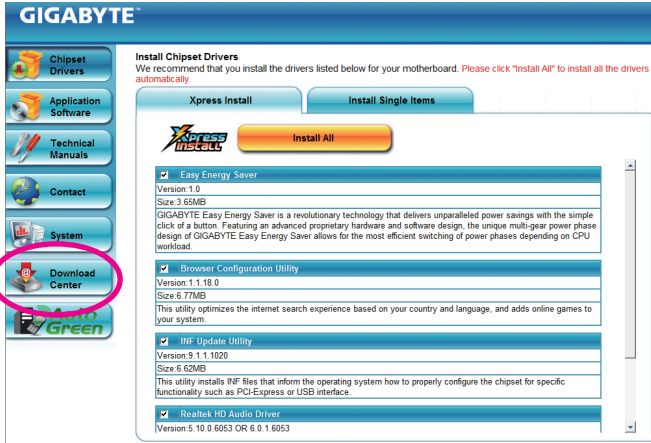 GIGABYTE™
Chipset
Drivers
Application
Software
Technical
Manuals
Contact
System
Download
Center
Auto
Green
Install Chipset Drivers
We recommend that you install the drivers listed below for your motherboard. Please click "Install All" to install all the drivers
automatically.
Xpress Install
Install Single Items
Xpress
Install
Install All
Easy Energy Saver
Version:1.0
Size:3.65MB
GIGABYTE Easy Energy Saver is a revolutionary technology that delivers unparalleled power savings with the simple
click of a button. Featuring an advanced proprietary hardware and software design, the unique multi-gear power phase
design of GIGABYTE Easy Energy Saver allows for the most efficient switching of power phases depending on CPU
workload.
Browser Configuration Utility
Version:1.1.18.0
Size:6.77MB
This utility optimizes the internet search experience based on your country and language, and adds online games to
your system.
INF Update Utility
Version:9.1.1.1020
Size:6.62MB
This utility installs INF files that inform the operating system how to properly configure the chipset for specific
functionality such as PCI-Express or USB interface.
Realtek HD Audio Driver
Version:5.10.0.6053 OR 6.0.1.6053